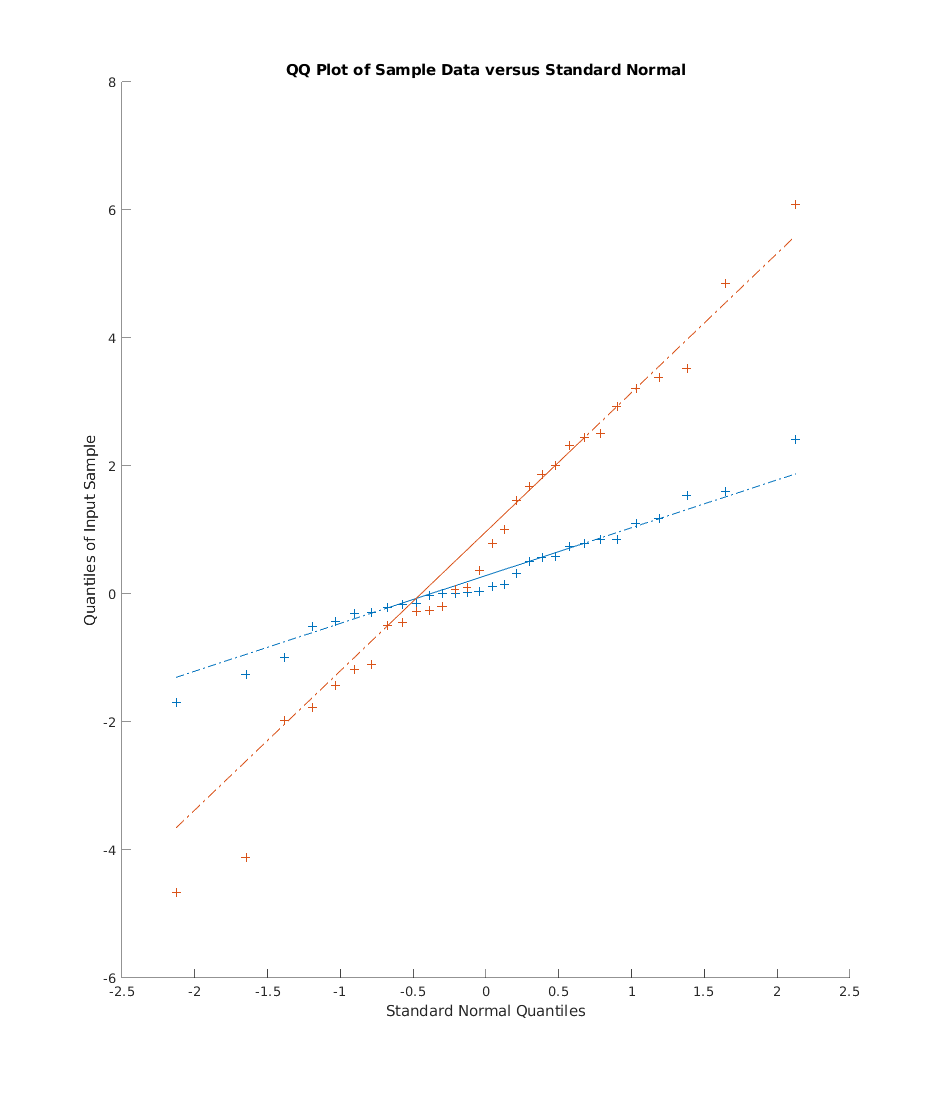 QQ Plot of Sample Data versus Standard Normal
8
6
4
2
0
-2
-4
-6
Quantiles of Input Sample
-2.5 -2 -1.5 -1 -0.5 0 0.5 1 1.5 2 2.5
Standard Normal Quantiles